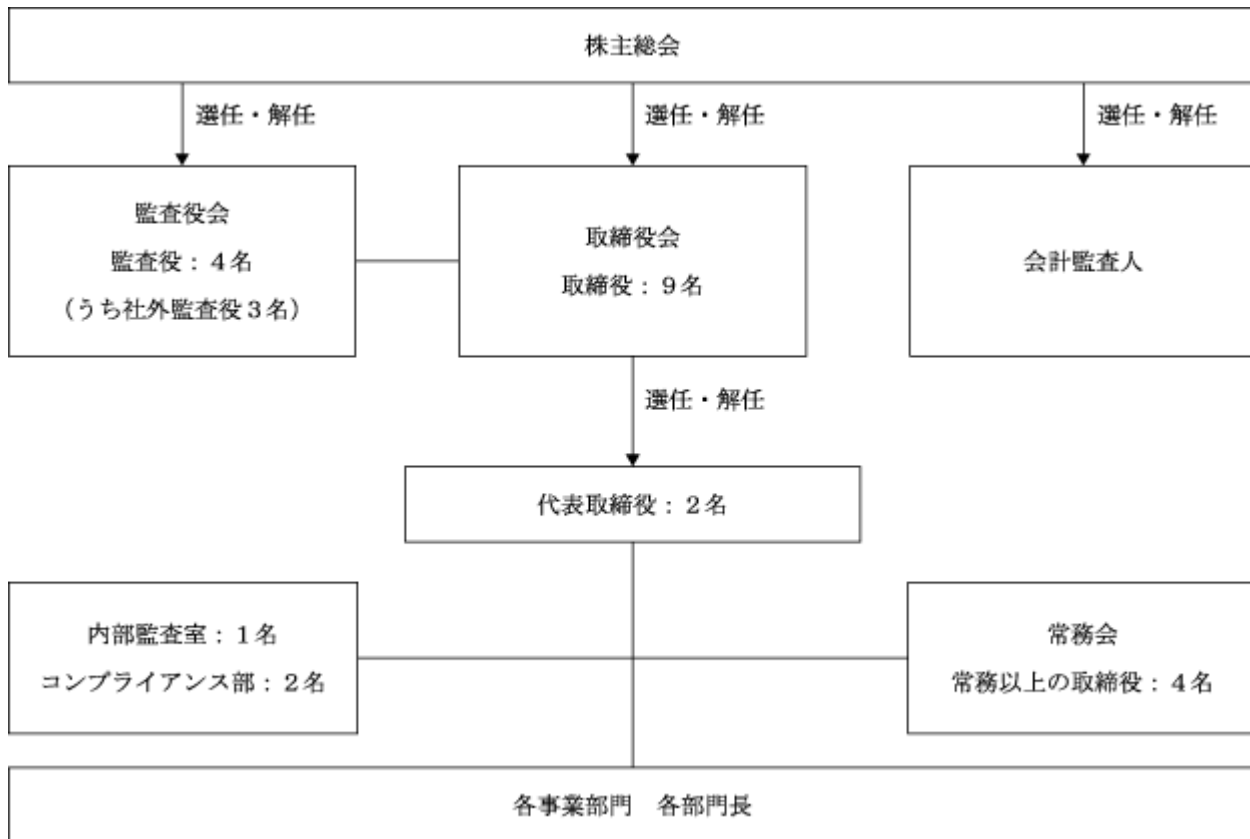 株主総会
選任・解任
選任・解任
選任・解任
監査役会
監査役：４名
（うち社外監査役３名）
取締役会
取締役：９名
会計監査人
選任・解任
代表取締役：２名
内部監査室：１名
コンプライアンス部：２名
常務会
常務以上の取締役：４名
各事業部門　各部門長